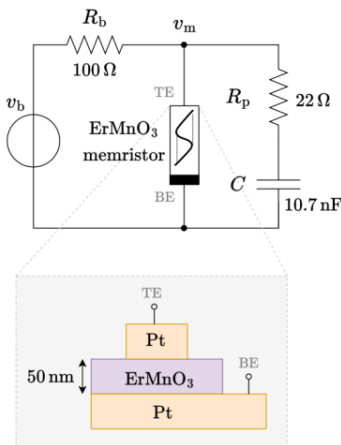 R_b
v_m
100 Ω
TE
R_p
22 Ω
v_b
ErMnO₃
memristor
BE
C
10.7 nF
TE
Pt
BE
50 nm
ErMnO₃
Pt